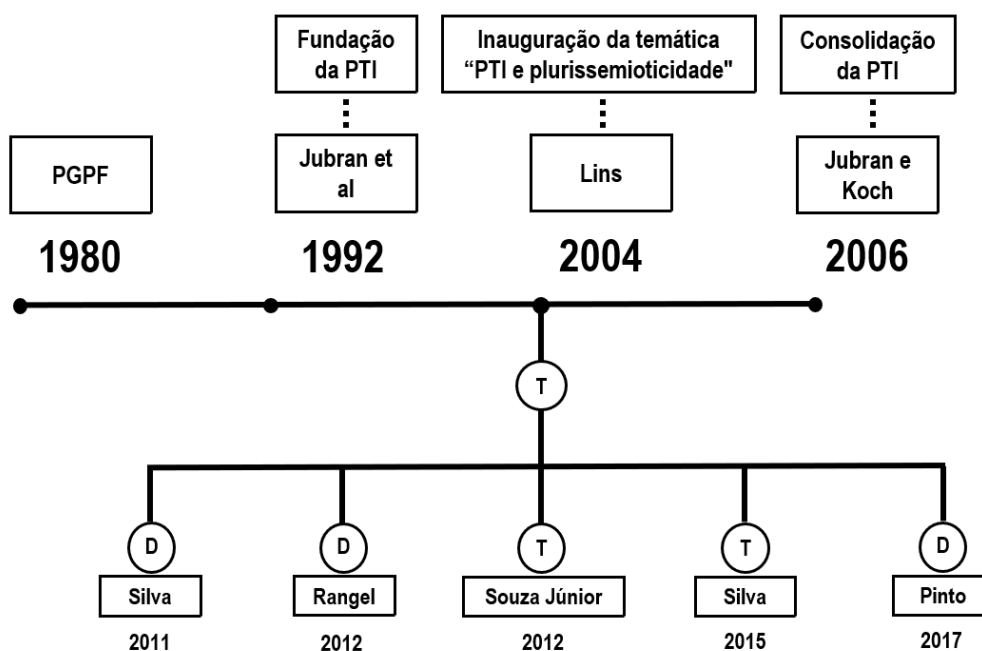 Fundação
da PTI
Inauguração da temática
“PTI e plurissemioticidade"
Consolidação
da PTI
PGPF
Jubran et
al
Lins
Jubran e
Koch
1980
1992
2004
2006
T
D
D
T
T
D
Silva
Rangel
Souza Júnior
Silva
Pinto
2011
2012
2012
2015
2017